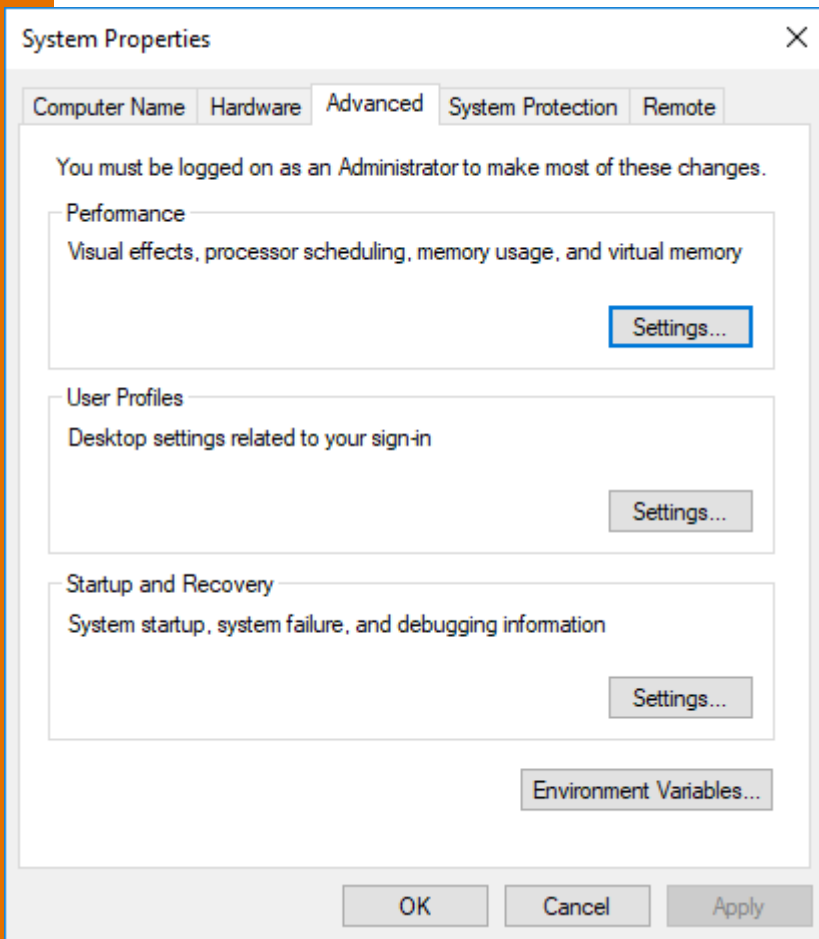 System Properties
Computer Name Hardware Advanced System Protection Remote
You must be logged on as an Administrator to make most of these changes.
Performance
Visual effects, processor scheduling, memory usage, and virtual memory
Settings...
User Profiles
Desktop settings related to your sign-in
Settings...
Startup and Recovery
System startup, system failure, and debugging information
Settings...
Environment Variables...
OK Cancel Apply